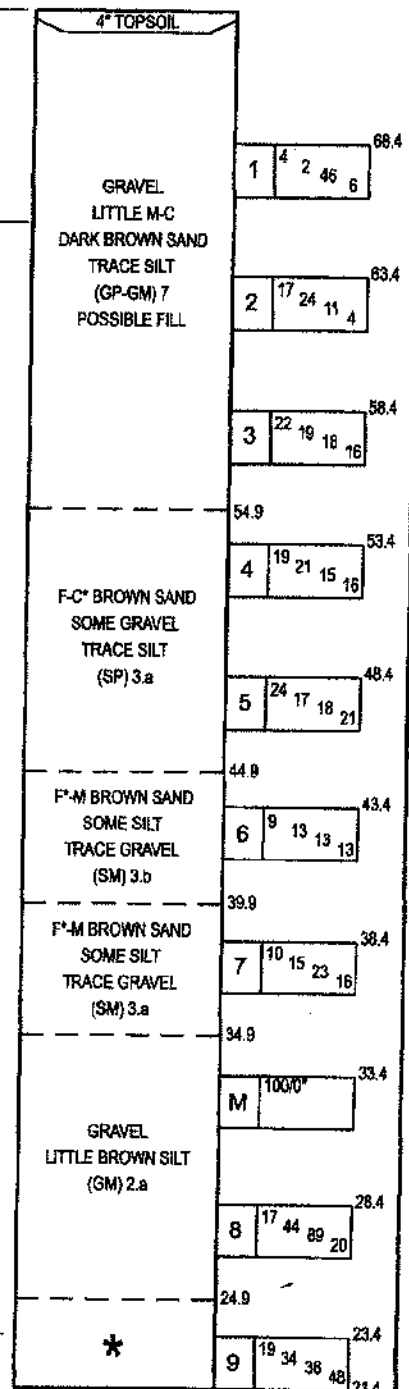 4" TOPSOIL
68.4
1 4 2 46 6
GRAVEL
LITTLE M-C
DARK BROWN SAND
TRACE SILT
(GP-GM) 7
POSSIBLE FILL
63.4
2 17 24 11 4
58.4
3 22 19 18 16
54.9
53.4
4 19 21 15 16
F-C* BROWN SAND
SOME GRAVEL
TRACE SILT
(SP) 3.a
48.4
5 24 17 18 21
44.9
43.4
6 9 13 13 13
F*-M BROWN SAND
SOME SILT
TRACE GRAVEL
(SM) 3.b
39.9
38.4
7 10 15 23 16
F*-M BROWN SAND
SOME SILT
TRACE GRAVEL
(SM) 3.a
34.9
33.4
M 100/0"
GRAVEL
LITTLE BROWN SILT
(GM) 2.a
28.4
8 17 44 89 20
24.9
23.4
*
9 19 34 36 48